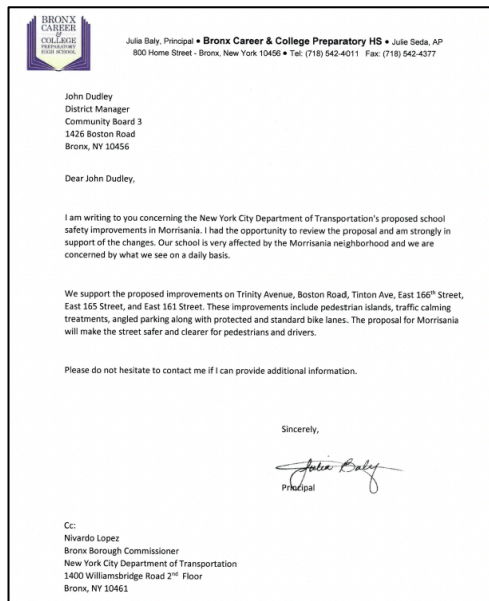 BRONX
CAREER
&
COLLEGE
PREPARATORY
HIGH SCHOOL
Julia Baly, Principal • Bronx Career & College Preparatory HS • Julie Seda, AP
800 Home Street - Bronx, New York 10456 • Tel: (718) 542-4011 Fax: (718) 542-4377
John Dudley
District Manager
Community Board 3
1426 Boston Road
Bronx, NY 10456
Dear John Dudley,
I am writing to you concerning the New York City Department of Transportation's proposed school
safety improvements in Morrisania. I had the opportunity to review the proposal and am strongly in
support of the changes. Our school is very affected by the Morrisania neighborhood and we are
concerned by what we see on a daily basis.
We support the proposed improvements on Trinity Avenue, Boston Road, Tinton Ave, East 166th Street,
East 165 Street, and East 161 Street. These improvements include pedestrian islands, traffic calming
treatments, angled parking along with protected and standard bike lanes. The proposal for Morrisania
will make the street safer and clearer for pedestrians and drivers.
Please do not hesitate to contact me if I can provide additional information.
Sincerely,
Julia Baly
Principal
Cc:
Nivardo Lopez
Bronx Borough Commissioner
New York City Department of Transportation
1400 Williamsbridge Road 2nd Floor
Bronx, NY 10461